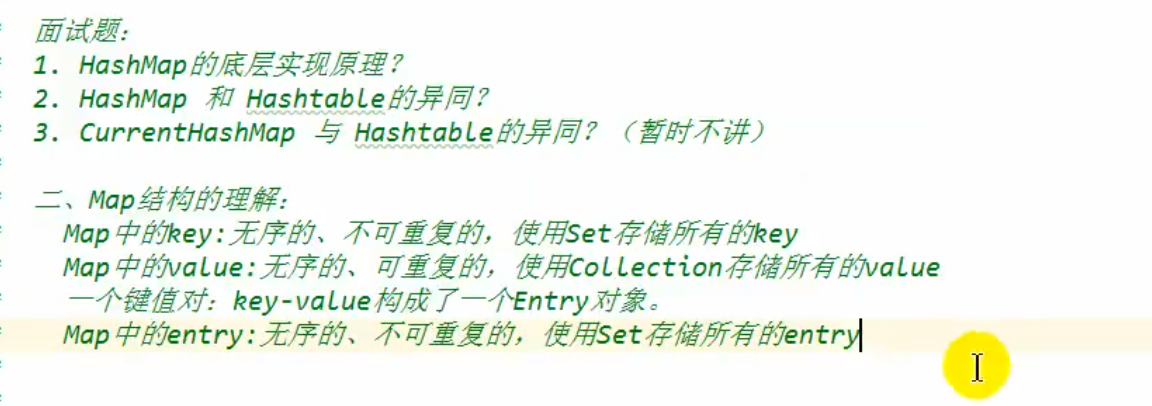 面试题：
1. HashMap的底层实现原理？
2. HashMap 和 Hashtable的异同？
3. CurrentHashMap 与 Hashtable的异同？（暂时不讲）
二、Map结构的理解：
Map中的key:无序的、不可重复的，使用Set存储所有的key
Map中的value:无序的、可重复的，使用Collection存储所有的value
一个键值对：key-value构成了一个Entry对象。
Map中的entry:无序的、不可重复的，使用Set存储所有的entry